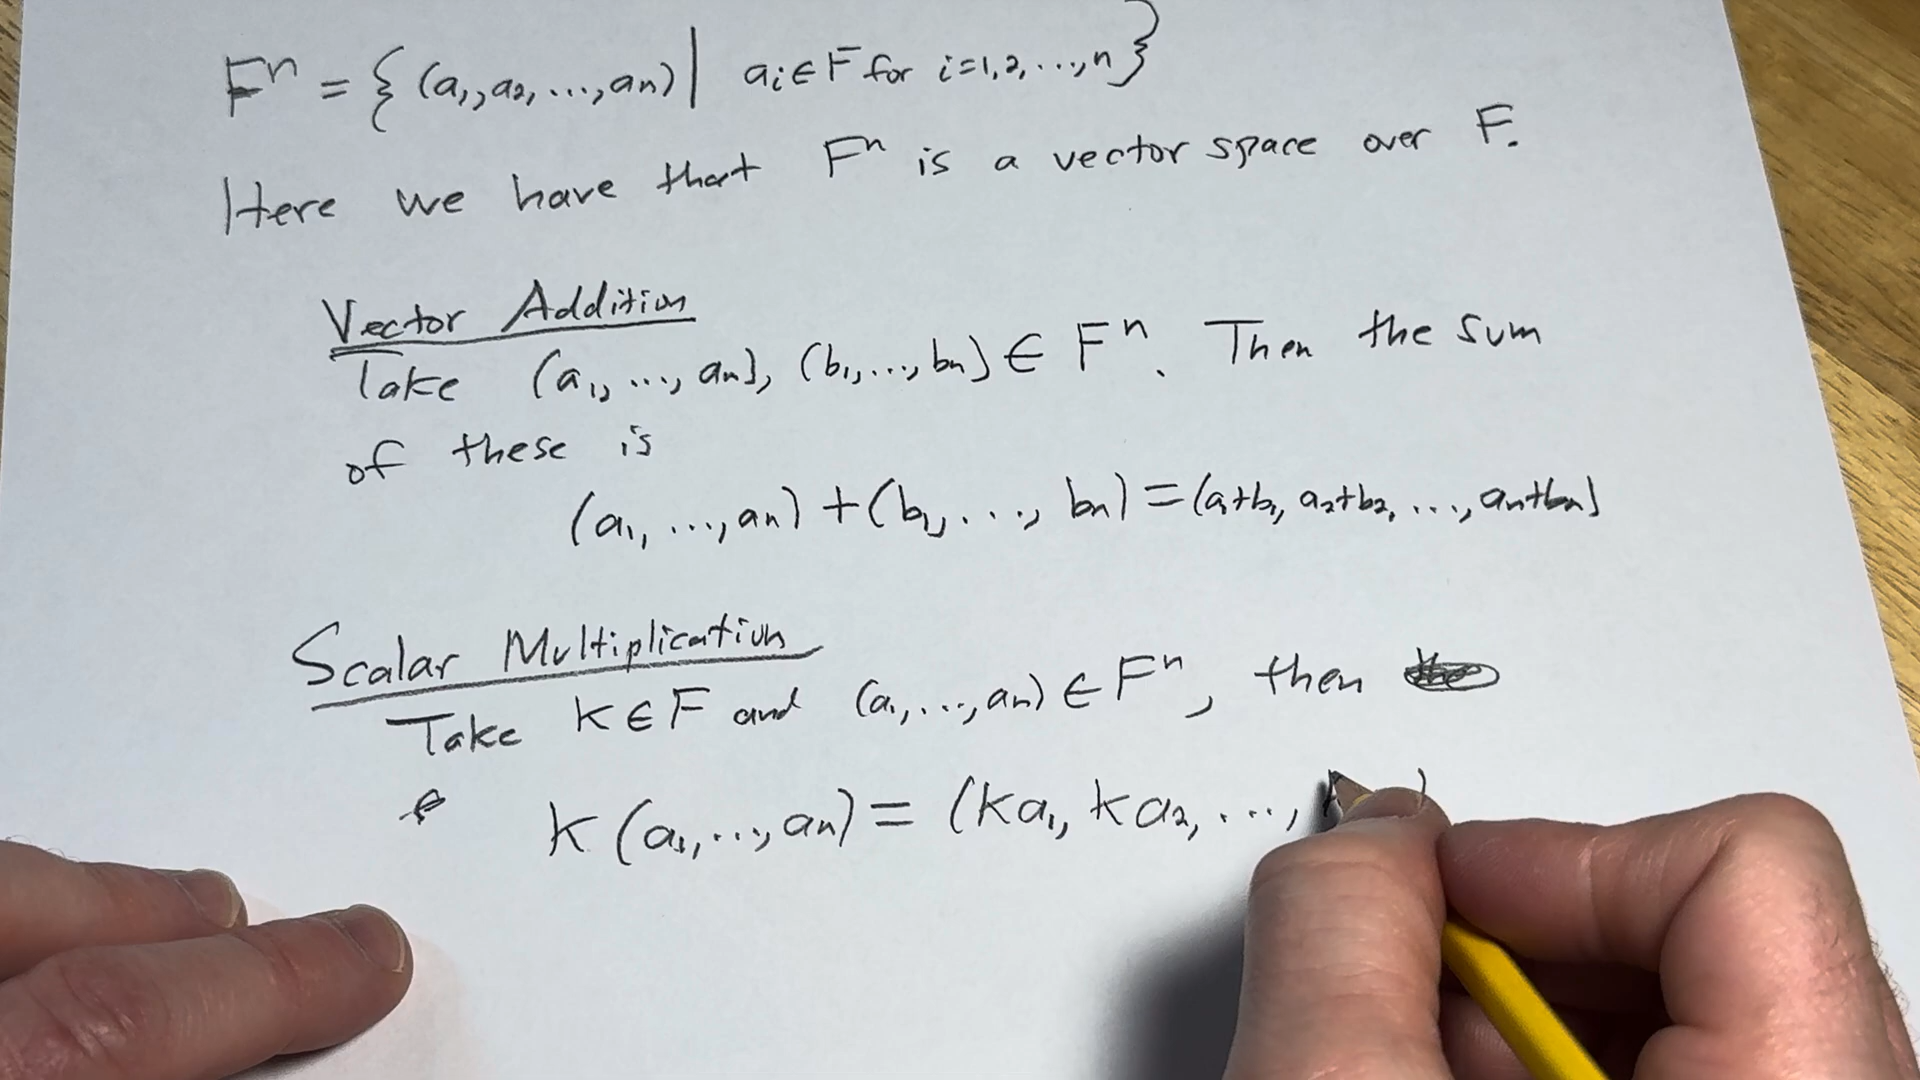 Fⁿ = {(a₁, a₂, ..., aₙ) | aᵢ ∈ F for i=1,2,...,n}
Here we have that Fⁿ is a vector space over F.
Vector Addition
Take (a₁, ..., aₙ), (b₁, ..., bₙ) ∈ Fⁿ. Then the sum
of these is
(a₁, ..., aₙ) + (b₁, ..., bₙ) = (a₁+b₁, a₂+b₂, ..., aₙ+bₙ)
Scalar Multiplication
Take K ∈ F and (a₁, ..., aₙ) ∈ Fⁿ, then
K(a₁, ..., aₙ) = (Ka₁, Ka₂, ..., )